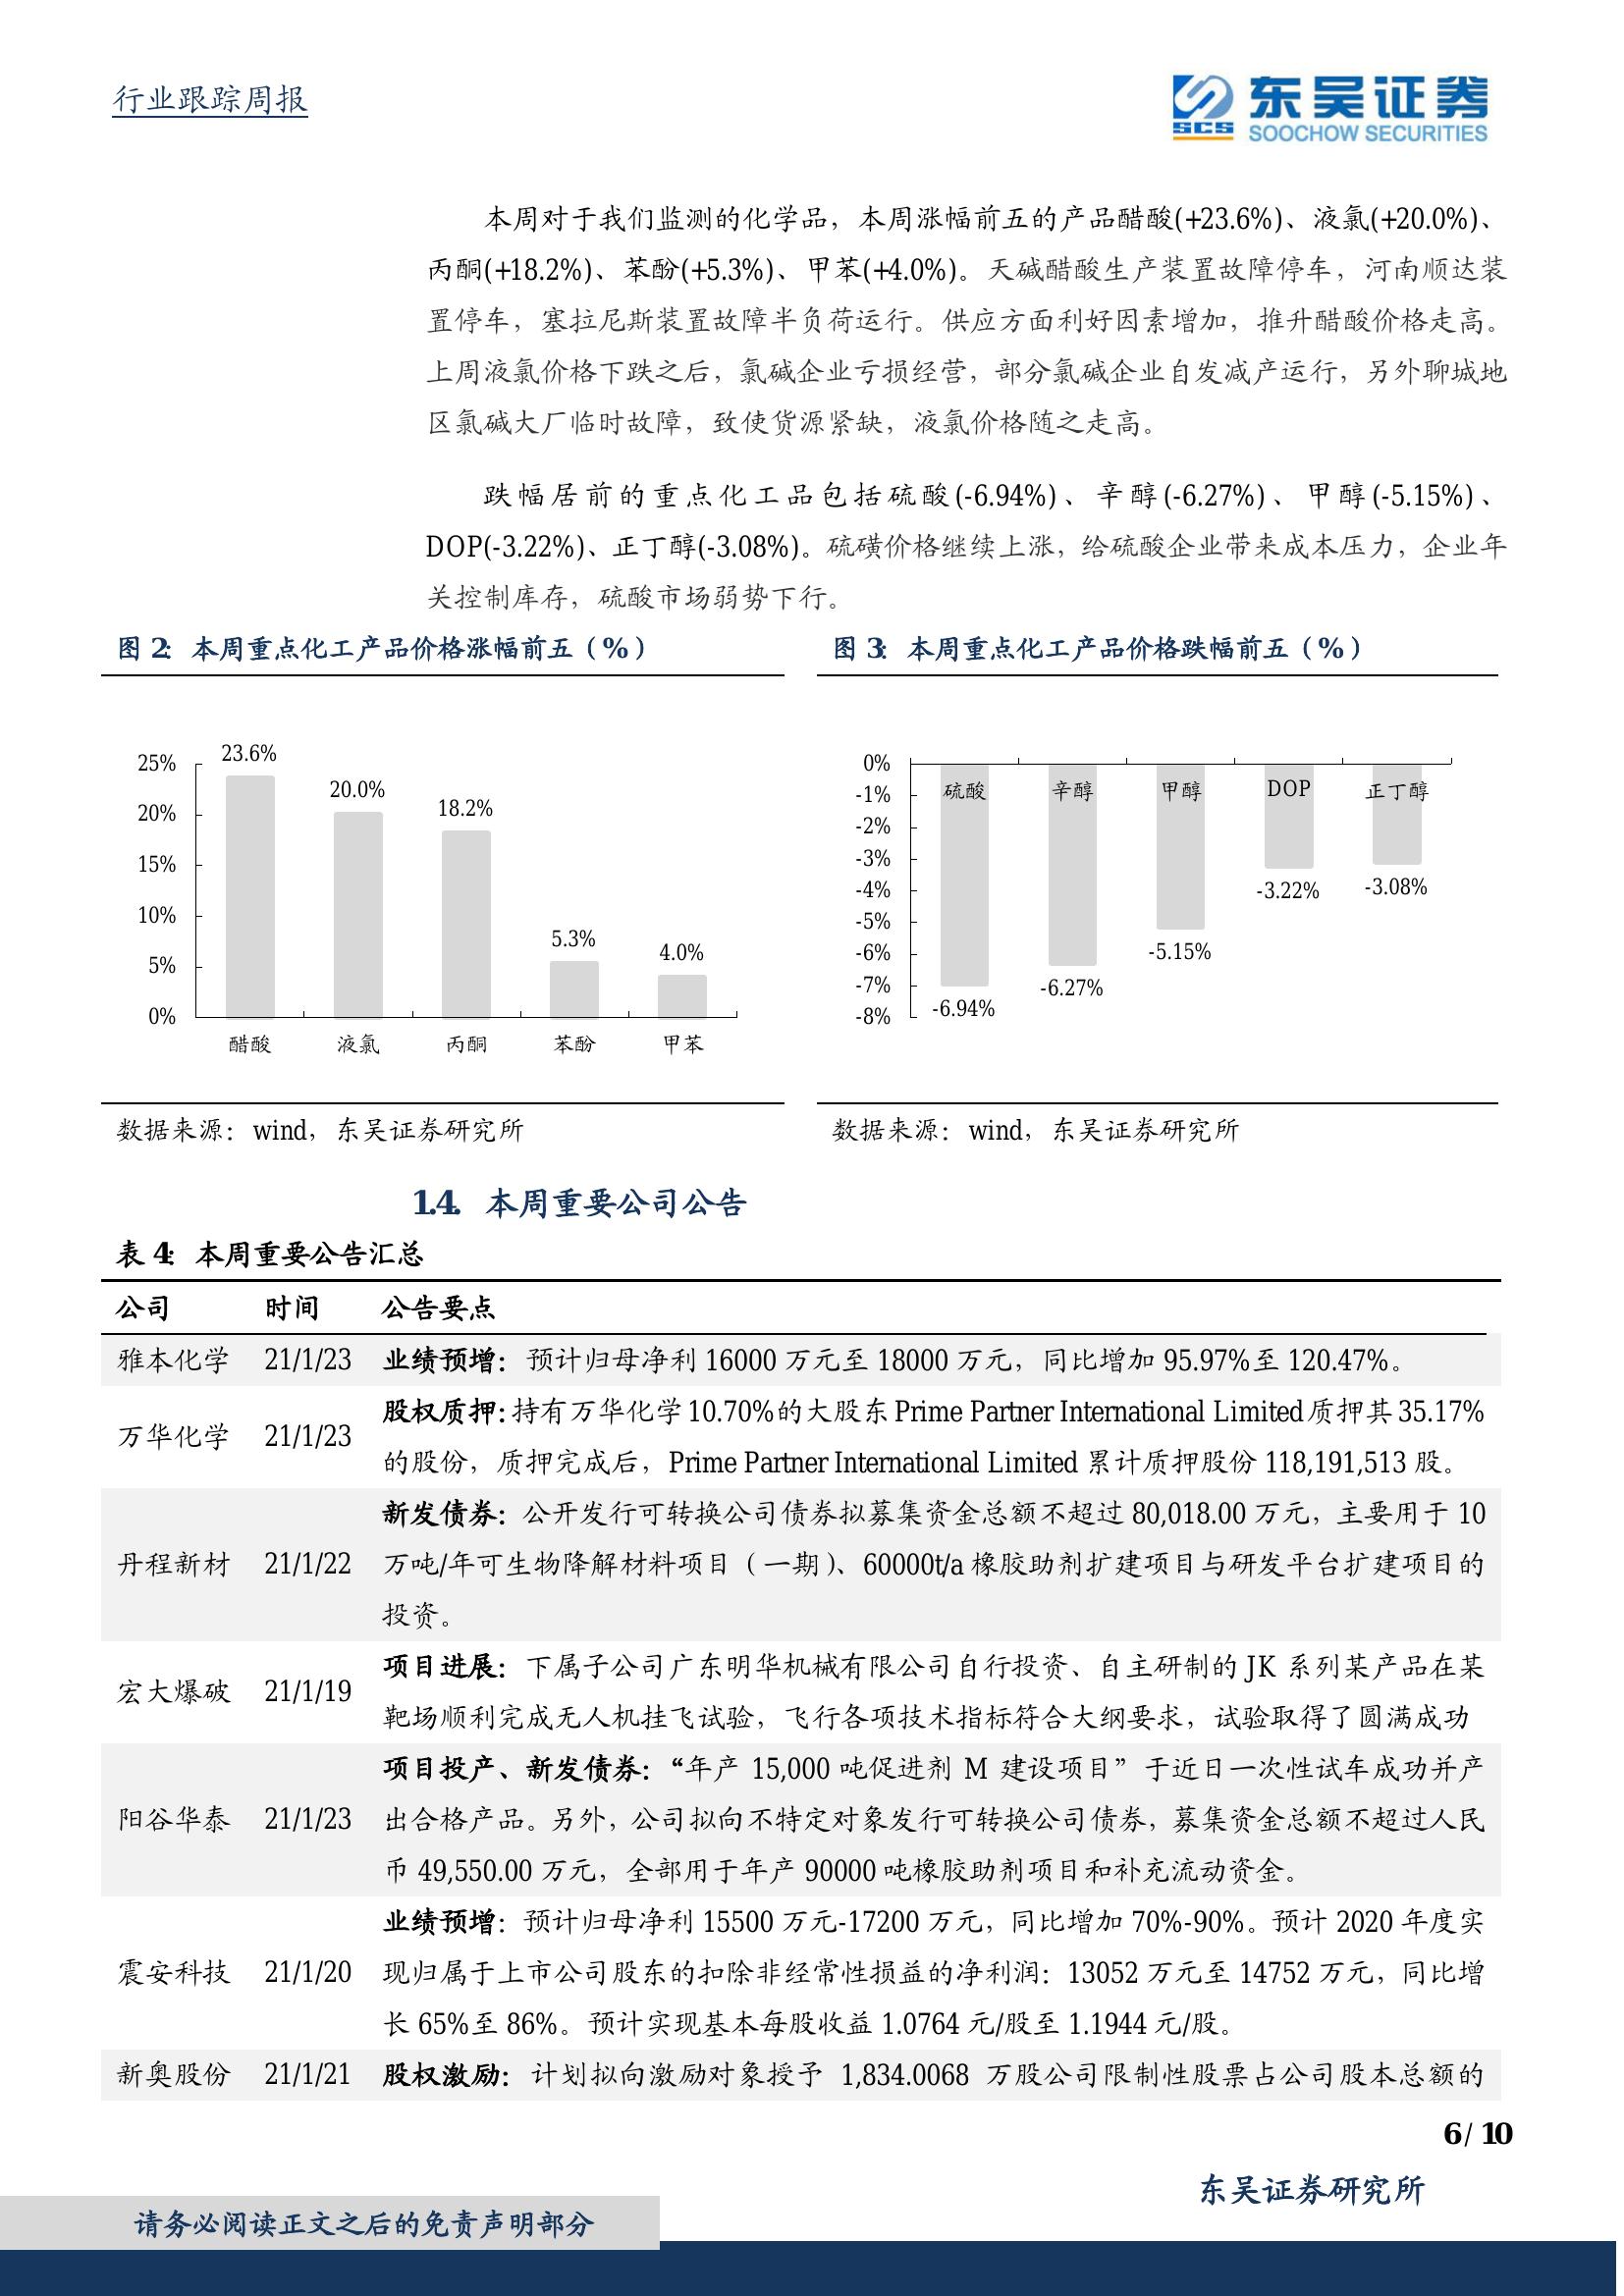 行业跟踪周报
SCS 东吴证券
SOOCHOW SECURITIES
本周对于我们监测的化学品，本周涨幅前五的产品醋酸(+23.6%)、液氯(+20.0%)、
丙酮(+18.2%)、苯酚(+5.3%)、甲苯(+4.0%)。天碱醋酸生产装置故障停车，河南顺达装
置停车，塞拉尼斯装置故障半负荷运行。供应方面利好因素增加，推升醋酸价格走高。
上周液氯价格下跌之后，氯碱企业亏损经营，部分氯碱企业自发减产运行，另外聊城地
区氯碱大厂临时故障，致使货源紧缺，液氯价格随之走高。
跌幅居前的重点化工品包括硫酸(-6.94%)、辛醇(-6.27%)、甲醇(-5.15%)、
DOP(-3.22%)、正丁醇(-3.08%)。硫磺价格继续上涨，给硫酸企业带来成本压力，企业年
关控制库存，硫酸市场弱势下行。
图 2：本周重点化工产品价格涨幅前五（%）
25%
20%
15%
10%
5%
0%
23.6%
20.0%
18.2%
5.3%
4.0%
醋酸 液氯 丙酮 苯酚 甲苯
数据来源：wind，东吴证券研究所
图 3：本周重点化工产品价格跌幅前五（%）
0%
-1%
-2%
-3%
-4%
-5%
-6%
-7%
-8%
硫酸 辛醇 甲醇 DOP 正丁醇
-6.94%
-6.27%
-5.15%
-3.22%
-3.08%
数据来源：wind，东吴证券研究所
1.4. 本周重要公司公告
表 4：本周重要公告汇总
公司 时间 公告要点
雅本化学 21/1/23 业绩预增：预计归母净利 16000 万元至 18000 万元，同比增加 95.97%至 120.47%。
万华化学 21/1/23 股权质押：持有万华化学 10.70%的大股东 Prime Partner International Limited 质押其 35.17%
的股份，质押完成后，Prime Partner International Limited 累计质押股份 118,191,513 股。
丹程新材 21/1/22 新发债券：公开发行可转换公司债券拟募集资金总额不超过 80,018.00 万元，主要用于 10
万吨/年可生物降解材料项目（一期）、60000t/a 橡胶助剂扩建项目与研发平台扩建项目的
投资。
宏大爆破 21/1/19 项目进展：下属子公司广东明华机械有限公司自行投资、自主研制的 JK 系列某产品在某
靶场顺利完成无人机挂飞试验，飞行各项技术指标符合大纲要求，试验取得了圆满成功
阳谷华泰 21/1/23 项目投产、新发债券：“年产 15,000 吨促进剂 M 建设项目”于近日一次性试车成功并产
出合格产品。另外，公司拟向不特定对象发行可转换公司债券，募集资金总额不超过人民
币 49,550.00 万元，全部用于年产 90000 吨橡胶助剂项目和补充流动资金。
震安科技 21/1/20 业绩预增：预计归母净利 15500 万元-17200 万元，同比增加 70%-90%。预计 2020 年度实
现归属于上市公司股东的扣除非经常性损益的净利润：13052 万元至 14752 万元，同比增
长 65%至 86%。预计实现基本每股收益 1.0764 元/股至 1.1944 元/股。
新奥股份 21/1/21 股权激励：计划拟向激励对象授予 1,834.0068 万股公司限制性股票占公司股本总额的
6 / 10
东吴证券研究所
请务必阅读正文之后的免责声明部分